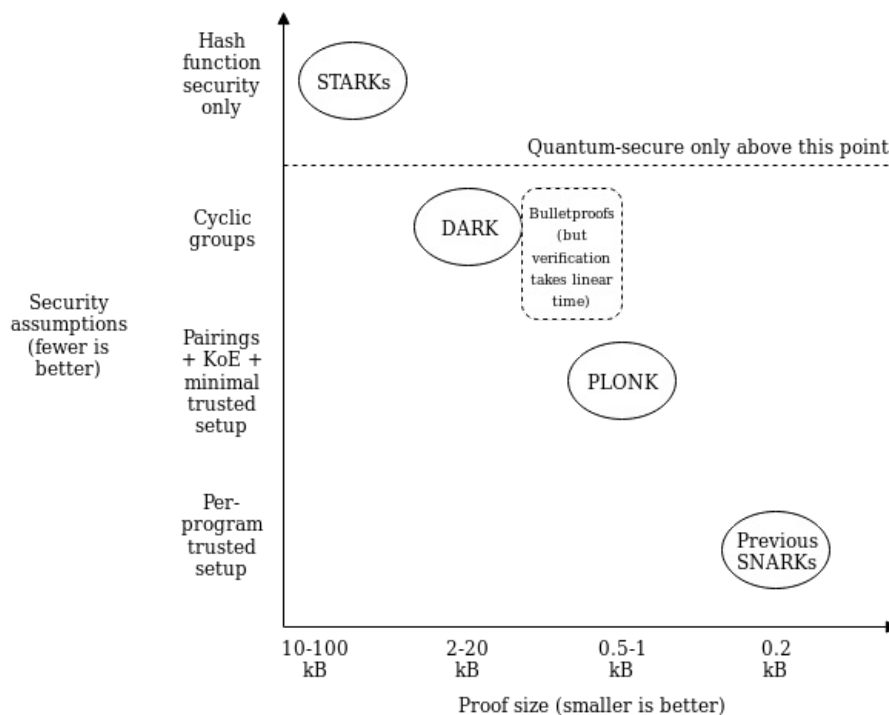 Hash
function
security
only
STARKs
Quantum-secure only above this point
Cyclic
groups
DARK
Bulletproofs
(but
verification
takes linear
time)
Security
assumptions
(fewer is
better)
Pairings
+ KoE +
minimal
trusted
setup
PLONK
Per-
program
trusted
setup
Previous
SNARKs
10-100
kB
2-20
kB
0.5-1
kB
0.2
kB
Proof size (smaller is better)